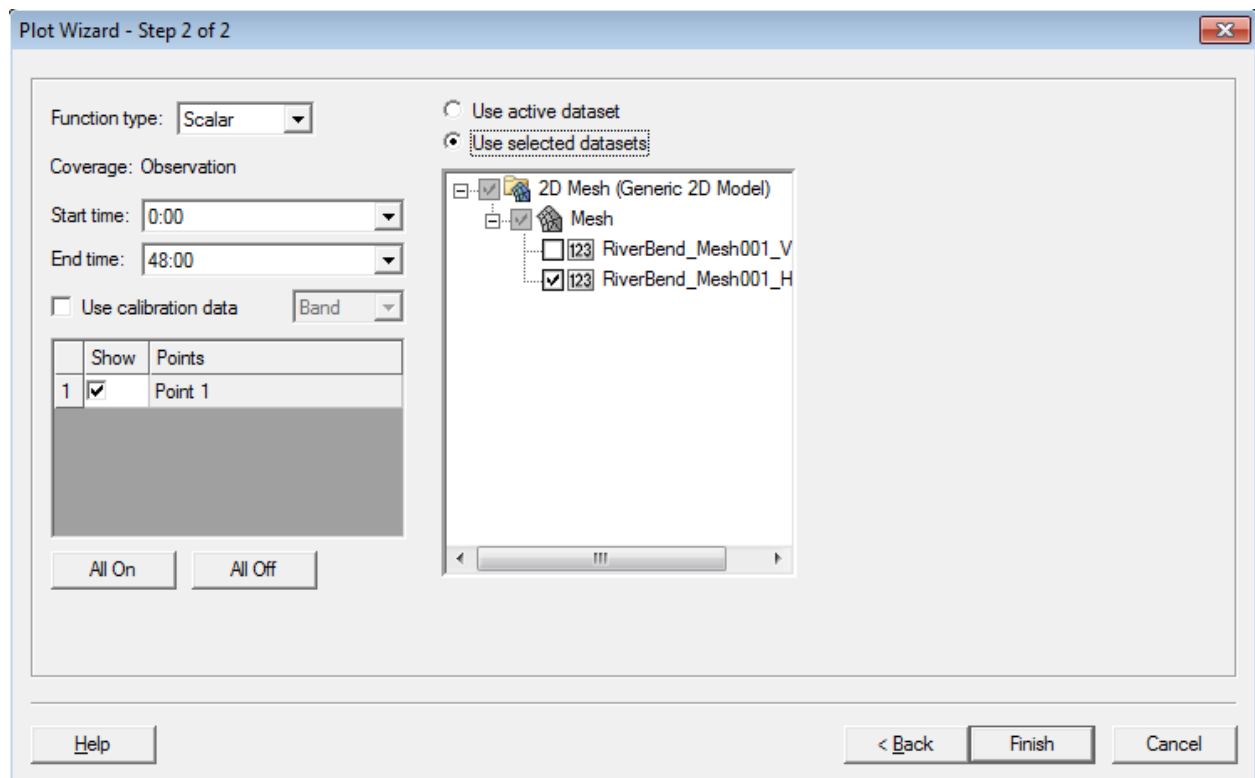 Plot Wizard - Step 2 of 2
Function type: Scalar
Coverage: Observation
Start time: 0:00
End time: 48:00
Use calibration data Band
Show Points
1 Point 1
All On All Off
Use active dataset
Use selected datasets
2D Mesh (Generic 2D Model)
Mesh
123 RiverBend_Mesh001_V
123 RiverBend_Mesh001_H
Help < Back Finish Cancel